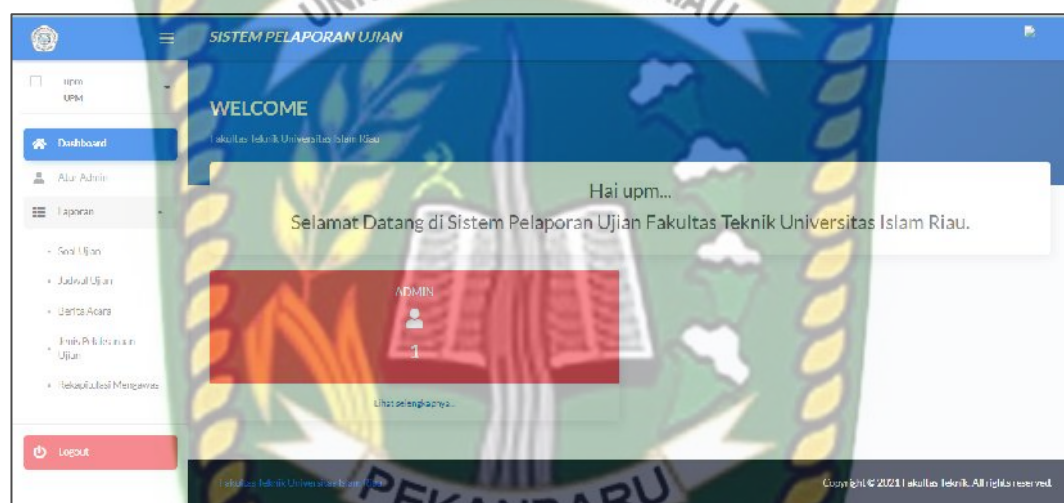 SISTEM PELAPORAN UJIAN
upm
UPM
WELCOME
Fakultas Teknik Universitas Islam Riau
Dashboard
Atur Admin
Laporan
Soal Ujian
Jadwal Ujian
Berita Acara
Jenis Pelaksanaan
Ujian
Rekapitulasi Mengawas
Logout
Hai upm...
Selamat Datang di Sistem Pelaporan Ujian Fakultas Teknik Universitas Islam Riau.
ADMIN
1
Lihat selengkapnya..
Fakultas Teknik Universitas Islam Riau
Copyright © 2021 Fakultas Teknik. All rights reserved.
PEKANBARU